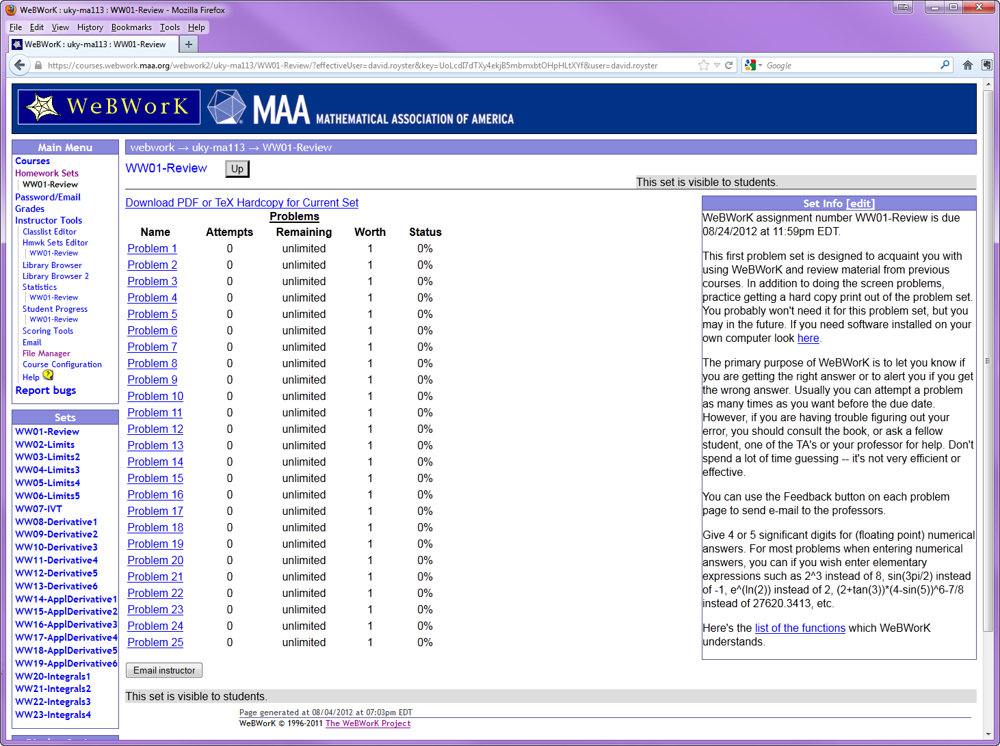 WeBWorK : uky-ma113 : WW01-Review - Mozilla Firefox
File Edit View History Bookmarks Tools Help
WeBWorK : uky-ma113 : WW01-Review
https://courses.webwork.maa.org/webwork2/uky-ma113/WW01-Review/?effectiveUser=david.royster&key=UoLcdI7dTXy4ekjB5mbmxbtOHpHLtXYf&user=david.royster
Google
WeBWorK
MAA MATHEMATICAL ASSOCIATION OF AMERICA
Main Menu
Courses
Homework Sets
WW01-Review
Password/Email
Grades
Instructor Tools
Classlist Editor
Hmwk Sets Editor
WW01-Review
Library Browser
Library Browser 2
Statistics
WW01-Review
Student Progress
WW01-Review
Scoring Tools
Email
File Manager
Course Configuration
Help ?
Report bugs
Sets
WW01-Review
WW02-Limits
WW03-Limits2
WW04-Limits3
WW05-Limits4
WW06-Limits5
WW07-IVT
WW08-Derivative1
WW09-Derivative2
WW10-Derivative3
WW11-Derivative4
WW12-Derivative5
WW13-Derivative6
WW14-ApplDerivative1
WW15-ApplDerivative2
WW16-ApplDerivative3
WW17-ApplDerivative4
WW18-ApplDerivative5
WW19-ApplDerivative6
WW20-Integrals1
WW21-Integrals2
WW22-Integrals3
WW23-Integrals4
webwork → uky-ma113 → WW01-Review
WW01-Review Up
This set is visible to students.
Download PDF or TeX Hardcopy for Current Set
Problems
Name Attempts Remaining Worth Status
Problem 1 0 unlimited 1 0%
Problem 2 0 unlimited 1 0%
Problem 3 0 unlimited 1 0%
Problem 4 0 unlimited 1 0%
Problem 5 0 unlimited 1 0%
Problem 6 0 unlimited 1 0%
Problem 7 0 unlimited 1 0%
Problem 8 0 unlimited 1 0%
Problem 9 0 unlimited 1 0%
Problem 10 0 unlimited 1 0%
Problem 11 0 unlimited 1 0%
Problem 12 0 unlimited 1 0%
Problem 13 0 unlimited 1 0%
Problem 14 0 unlimited 1 0%
Problem 15 0 unlimited 1 0%
Problem 16 0 unlimited 1 0%
Problem 17 0 unlimited 1 0%
Problem 18 0 unlimited 1 0%
Problem 19 0 unlimited 1 0%
Problem 20 0 unlimited 1 0%
Problem 21 0 unlimited 1 0%
Problem 22 0 unlimited 1 0%
Problem 23 0 unlimited 1 0%
Problem 24 0 unlimited 1 0%
Problem 25 0 unlimited 1 0%
Email instructor
Set Info [edit]
WeBWorK assignment number WW01-Review is due
08/24/2012 at 11:59pm EDT.
This first problem set is designed to acquaint you with
using WeBWorK and review material from previous
courses. In addition to doing the screen problems,
practice getting a hard copy print out of the problem set.
You probably won't need it for this problem set, but you
may in the future. If you need software installed on your
own computer look here.
The primary purpose of WeBWorK is to let you know if
you are getting the right answer or to alert you if you get
the wrong answer. Usually you can attempt a problem
as many times as you want before the due date.
However, if you are having trouble figuring out your
error, you should consult the book, or ask a fellow
student, one of the TA's or your professor for help. Don't
spend a lot of time guessing -- it's not very efficient or
effective.
You can use the Feedback button on each problem
page to send e-mail to the professors.
Give 4 or 5 significant digits for (floating point) numerical
answers. For most problems when entering numerical
answers, you can if you wish enter elementary
expressions such as 2^3 instead of 8, sin(3pi/2) instead
of -1, e^(ln(2)) instead of 2, (2+tan(3))*(4-sin(5))^6-7/8
instead of 27620.3413, etc.
Here's the list of the functions which WeBWorK
understands.
This set is visible to students.
Page generated at 08/04/2012 at 07:03pm EDT
WeBWorK © 1996-2011 The WeBWorK Project